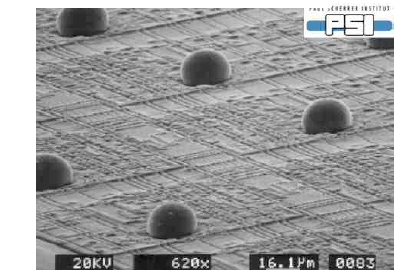 PAUL SCHERRER INSTITUT
PSI
20KV 620x 16.1µm 0083